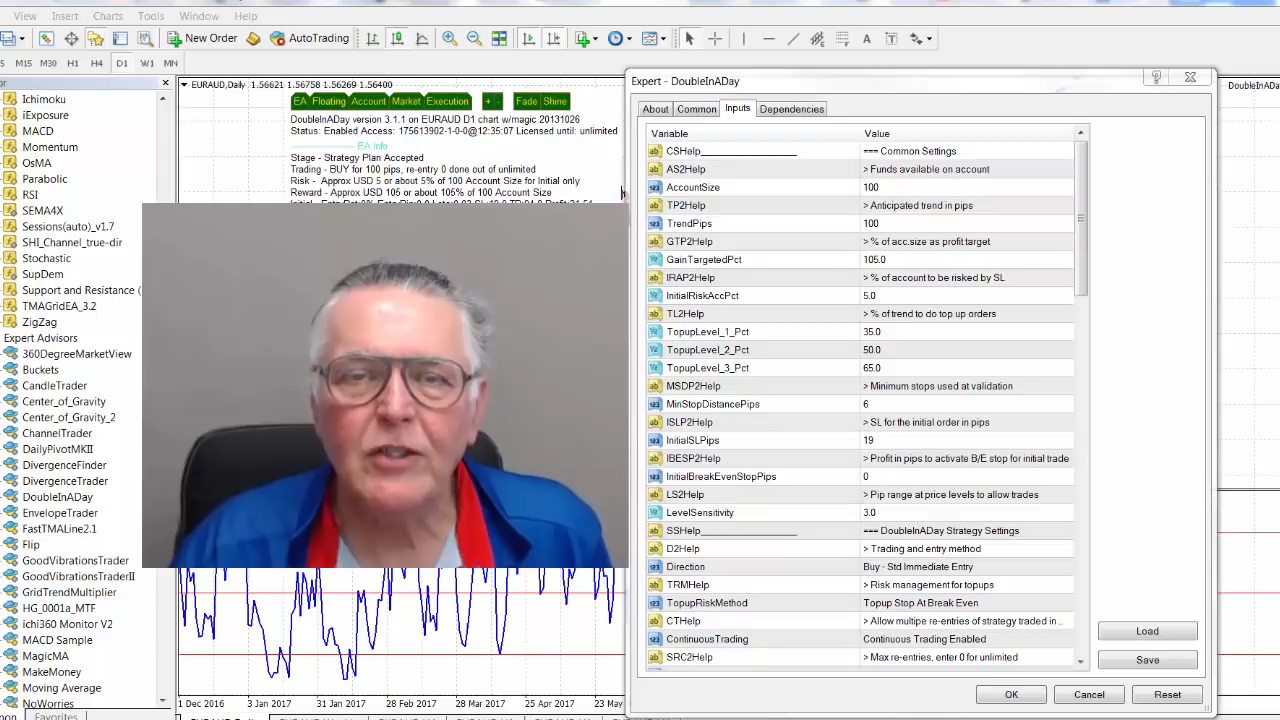 View Insert Charts Tools Window Help
New Order AutoTrading
M15 M30 H1 H4 D1 W1 MN
Ichimoku
iExposure
MACD
Momentum
OsMA
Parabolic
RSI
SEMA4X
Sessions(auto)_v1.7
SHI_Channel_true-dir
Stochastic
SupDem
Support and Resistance (
TMAGridEA_3.2
ZigZag
Expert Advisors
360DegreeMarketView
Buckets
CandleTrader
Center_of_Gravity
Center_of_Gravity_2
ChannelTrader
DailyPivotMKII
DivergenceFinder
DivergenceTrader
DoubleInADay
EnvelopeTrader
FastTMALine2.1
Flip
GoodVibrationsTrader
GoodVibrationsTraderII
GridTrendMultiplier
HG_0001a_MTF
ichi360 Monitor V2
MACD Sample
MagicMA
MakeMoney
Moving Average
NoWorries
Favorites
EURAUD,Daily 1.56621 1.56758 1.56269 1.56400
EA Floating Account Market Execution + - Fade Shine
DoubleInADay version 3.1.1 on EURAUD D1 chart w/magic 20131026
Status: Enabled Access: 175613902-1-0-0@12:35:07 Licensed until: unlimited
EA Info
Stage - Strategy Plan Accepted
Trading - BUY for 100 pips, re-entry 0 done out of unlimited
Risk - Approx USD 5 or about 5% of 100 Account Size for Initial only
Reward - Approx USD 105 or about 105% of 100 Account Size
1 Dec 2016 3 Jan 2017 31 Jan 2017 28 Feb 2017 28 Mar 2017 25 Apr 2017 23 May
Expert - DoubleInADay
About Common Inputs Dependencies
Variable Value
CSHelp____________________ === Common Settings
AS2Help > Funds available on account
AccountSize 100
TP2Help > Anticipated trend in pips
TrendPips 100
GTP2Help > % of acc.size as profit target
GainTargetedPct 105.0
IRAP2Help > % of account to be risked by SL
InitialRiskAccPct 5.0
TL2Help > % of trend to do top up orders
TopupLevel_1_Pct 35.0
TopupLevel_2_Pct 50.0
TopupLevel_3_Pct 65.0
MSDP2Help > Minimum stops used at validation
MinStopDistancePips 6
ISLP2Help > SL for the initial order in pips
InitialSLPips 19
IBESP2Help > Profit in pips to activate B/E stop for initial trade
InitialBreakEvenStopPips 0
LS2Help > Pip range at price levels to allow trades
LevelSensitivity 3.0
SSHelp____________________ === DoubleInADay Strategy Settings
D2Help > Trading and entry method
Direction Buy - Std Immediate Entry
TRMHelp > Risk management for topups
TopupRiskMethod Topup Stop At Break Even
CTHelp > Allow multipe re-entries of strategy traded in ...
ContinuousTrading Continuous Trading Enabled
SRC2Help > Max re-entries, enter 0 for unlimited
Load
Save
OK Cancel Reset